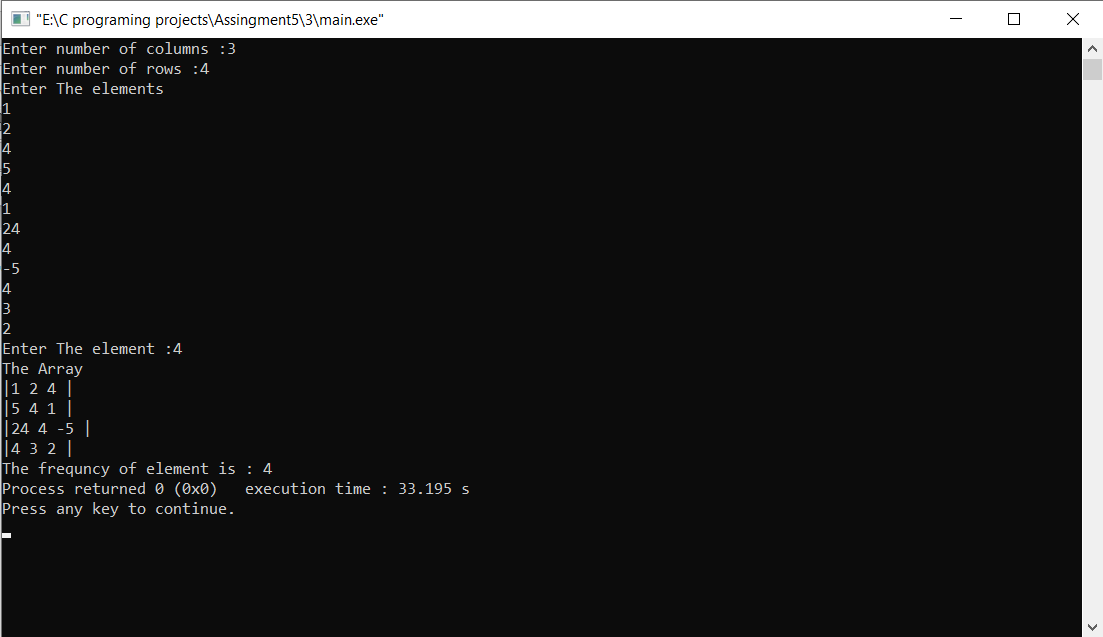 "E:\C programing projects\Assingment5\3\main.exe"
Enter number of columns :3
Enter number of rows :4
Enter The elements
1
2
4
5
4
1
24
4
-5
4
3
2
Enter The element :4
The Array
|1 2 4 |
|5 4 1 |
|24 4 -5 |
|4 3 2 |
The frequncy of element is : 4
Process returned 0 (0x0)   execution time : 33.195 s
Press any key to continue.